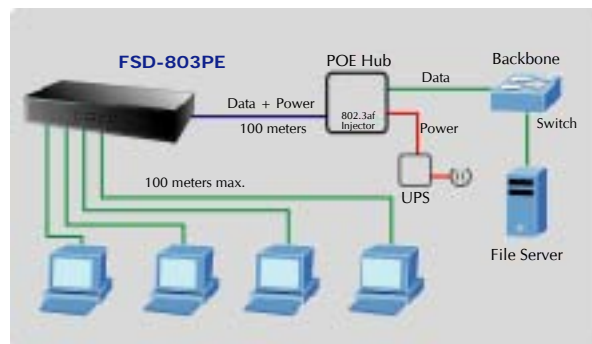 FSD-803PE
POE Hub
Backbone
Data
Data + Power
100 meters
802.3af
Injector
Power
Switch
UPS
100 meters max.
File Server